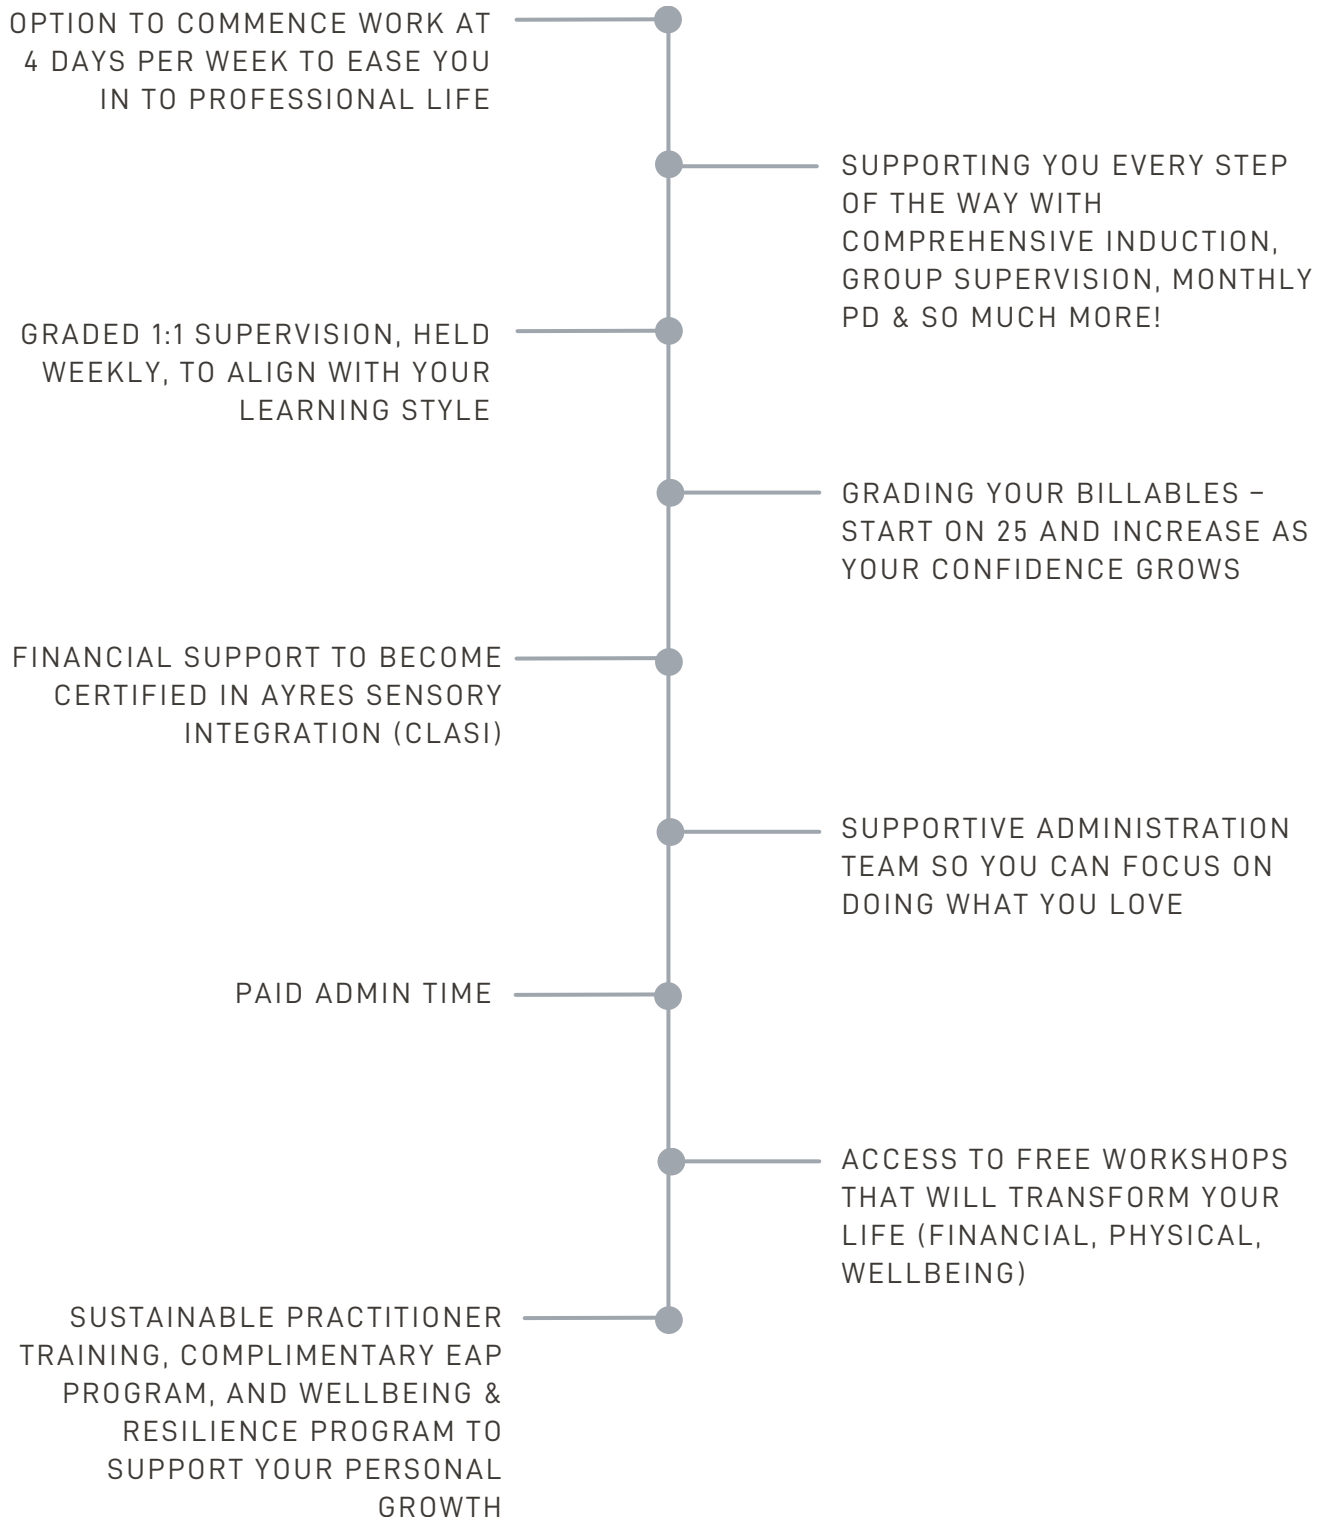 OPTION TO COMMENCE WORK AT
4 DAYS PER WEEK TO EASE YOU
IN TO PROFESSIONAL LIFE
SUPPORTING YOU EVERY STEP
OF THE WAY WITH
COMPREHENSIVE INDUCTION,
GROUP SUPERVISION, MONTHLY
PD & SO MUCH MORE!
GRADED 1:1 SUPERVISION, HELD
WEEKLY, TO ALIGN WITH YOUR
LEARNING STYLE
GRADING YOUR BILLABLES –
START ON 25 AND INCREASE AS
YOUR CONFIDENCE GROWS
FINANCIAL SUPPORT TO BECOME
CERTIFIED IN AYRES SENSORY
INTEGRATION (CLASI)
SUPPORTIVE ADMINISTRATION
TEAM SO YOU CAN FOCUS ON
DOING WHAT YOU LOVE
PAID ADMIN TIME
ACCESS TO FREE WORKSHOPS
THAT WILL TRANSFORM YOUR
LIFE (FINANCIAL, PHYSICAL,
WELLBEING)
SUSTAINABLE PRACTITIONER
TRAINING, COMPLIMENTARY EAP
PROGRAM, AND WELLBEING &
RESILIENCE PROGRAM TO
SUPPORT YOUR PERSONAL
GROWTH